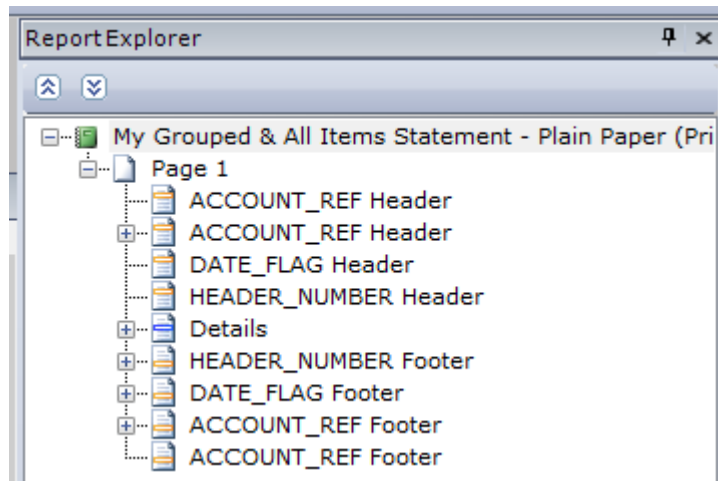 Report Explorer
My Grouped & All Items Statement - Plain Paper (Pri
Page 1
ACCOUNT_REF Header
ACCOUNT_REF Header
DATE_FLAG Header
HEADER_NUMBER Header
Details
HEADER_NUMBER Footer
DATE_FLAG Footer
ACCOUNT_REF Footer
ACCOUNT_REF Footer